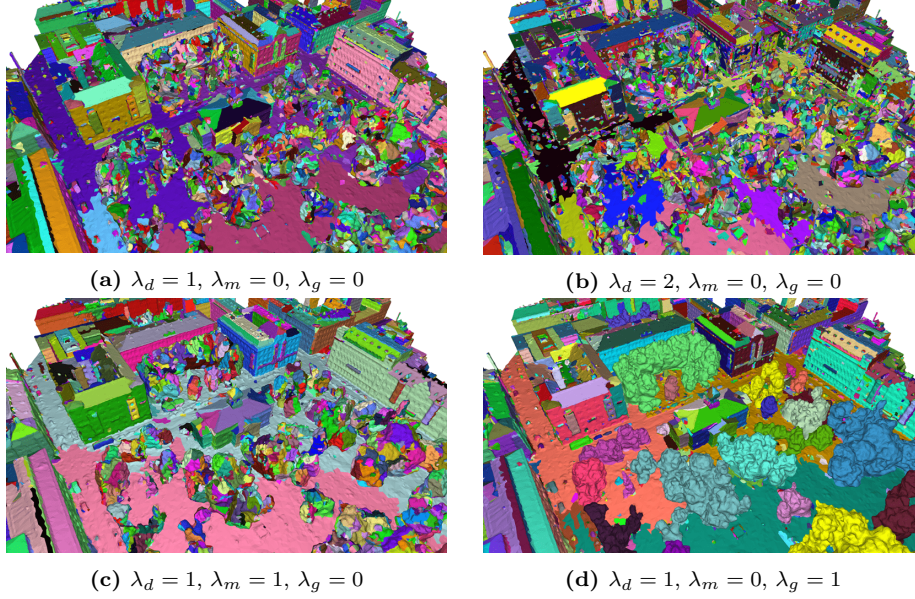 (a) λ_d = 1, λ_m = 0, λ_g = 0
(b) λ_d = 2, λ_m = 0, λ_g = 0
(c) λ_d = 1, λ_m = 1, λ_g = 0
(d) λ_d = 1, λ_m = 0, λ_g = 1